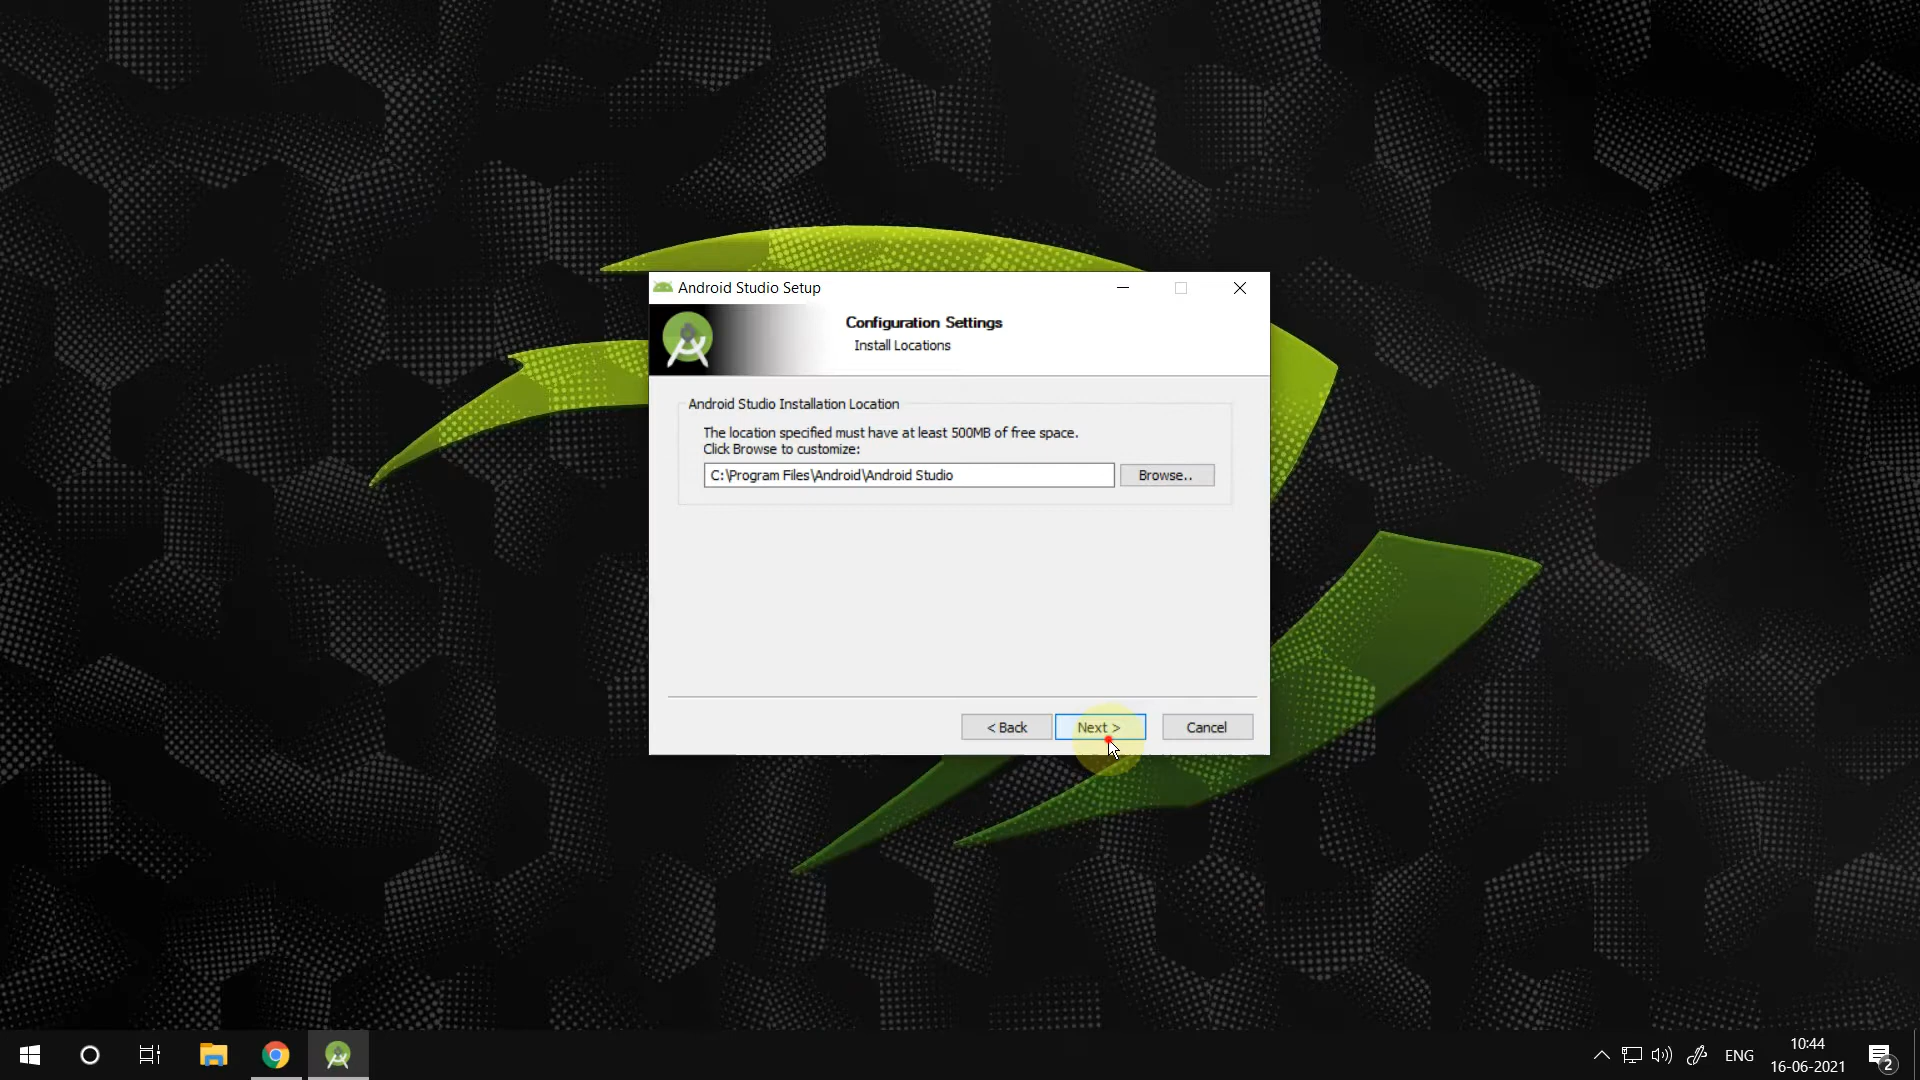 Android Studio Setup
Configuration Settings
Install Locations
Android Studio Installation Location
The location specified must have at least 500MB of free space.
Click Browse to customize:
C:\Program Files\Android\Android Studio
Browse..
< Back
Next >
Cancel
ENG
10:44
16-06-2021
2